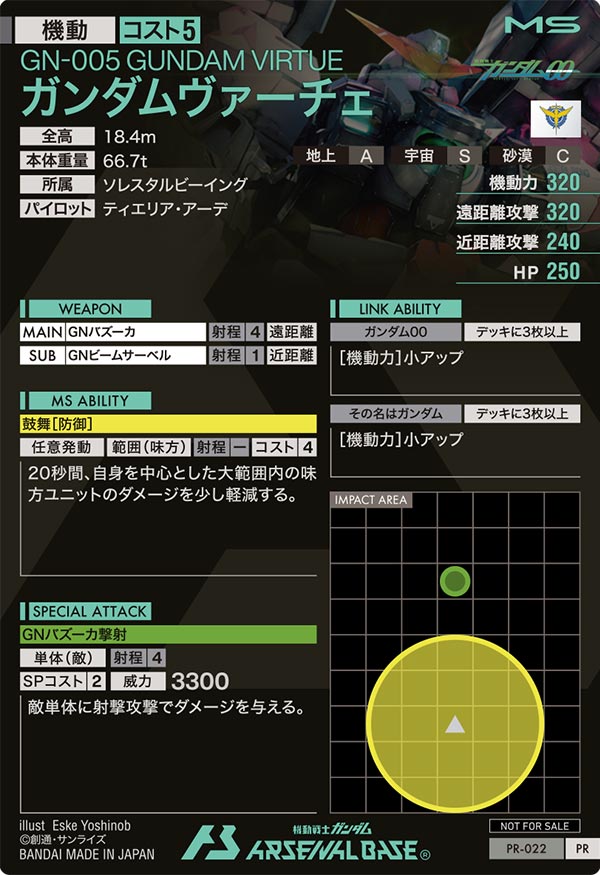 機動 コスト5
MS
GN-005 GUNDAM VIRTUE
ガンダム00
ガンダムヴァーチェ
全高 18.4m
本体重量 66.7t
所属 ソレスタルビーイング
パイロット ティエリア・アーデ
地上 A 宇宙 S 砂漠 C
機動力 320
遠距離攻撃 320
近距離攻撃 240
HP 250
WEAPON
MAIN GNバズーカ 射程 4 遠距離
SUB GNビームサーベル 射程 1 近距離
MS ABILITY
鼓舞[防御]
任意発動 範囲(味方) 射程 ー コスト 4
20秒間、自身を中心とした大範囲内の味
方ユニットのダメージを少し軽減する。
SPECIAL ATTACK
GNバズーカ撃射
単体(敵) 射程 4
SPコスト 2 威力 3300
敵単体に射撃攻撃でダメージを与える。
LINK ABILITY
ガンダム00 デッキに3枚以上
[機動力]小アップ
その名はガンダム デッキに3枚以上
[機動力]小アップ
IMPACT AREA
illust Eske Yoshinob
©創通・サンライズ
BANDAI MADE IN JAPAN
機動戦士ガンダム
ARSENAL BASE®
NOT FOR SALE
PR-022 PR